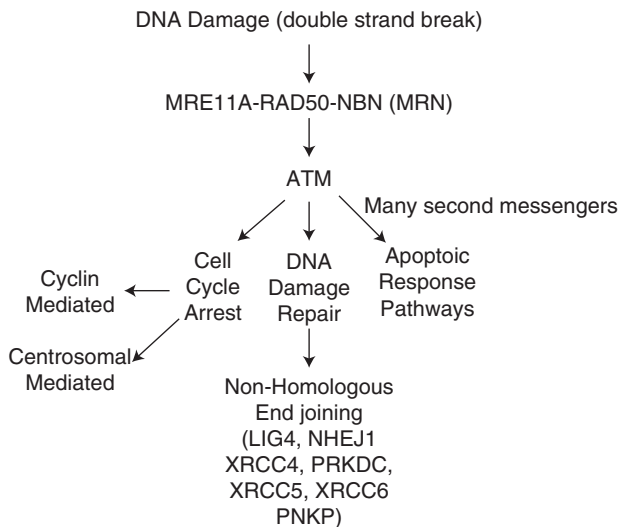 DNA Damage (double strand break)
MRE11A-RAD50-NBN (MRN)
ATM
Many second messengers
Cell
Cycle
Arrest
DNA
Damage
Repair
Apoptoic
Response
Pathways
Cyclin
Mediated
Centrosomal
Mediated
Non-Homologous
End joining
(LIG4, NHEJ1
XRCC4, PRKDC,
XRCC5, XRCC6
PNKP)